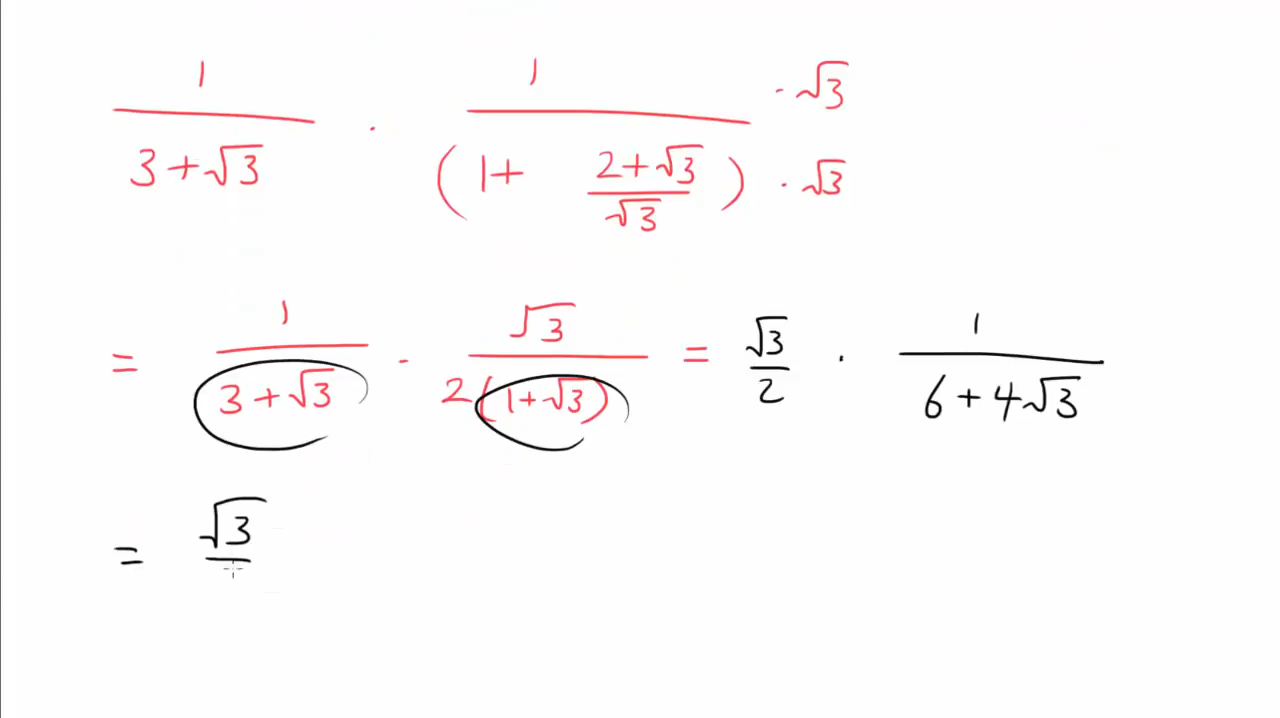 1/(3+√3) · 1/(1+ (2+√3)/√3) · √3 · √3
= 1/(3+√3) · √3/(2(1+√3)) = √3/2 · 1/(6+4√3)
= √3